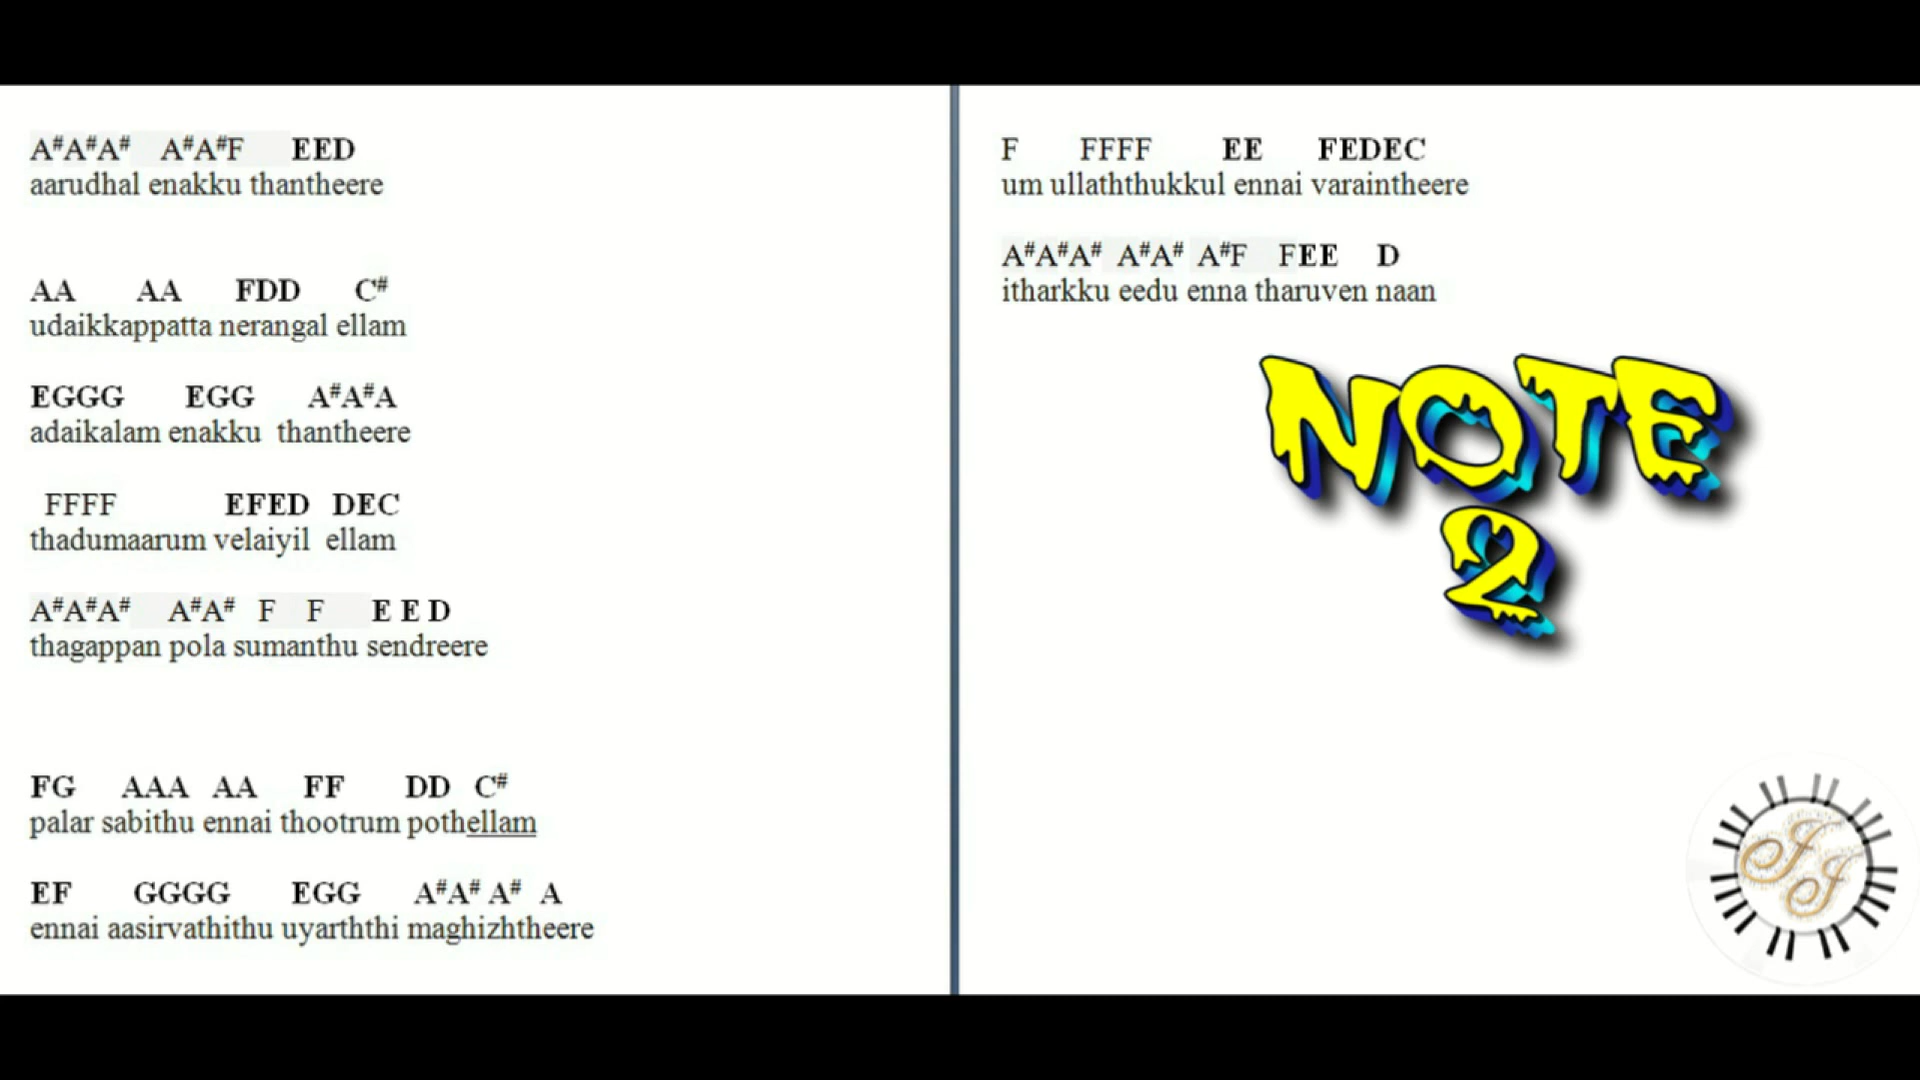 A#A#A# A#A#F EED
aarudhal enakku thantheere
AA AA FDD C#
udaikkappatta nerangal ellam
EGGG EGG A#A#A
adaikalam enakku thantheere
FFFF EFED DEC
thadumaarum velaiyil ellam
A#A#A# A#A# F F E E D
thagappan pola sumanthu sendreere
FG AAA AA FF DD C#
palar sabithu ennai thootrum pothellam
EF GGGG EGG A#A# A# A
ennai aasirvathithu uyarththi maghizhtheere
F FFFF EE FEDEC
um ullaththukkul ennai varaintheere
A#A#A# A#A# A#F FEE D
itharkku eedu enna tharuven naan
NOTE
2
JJ